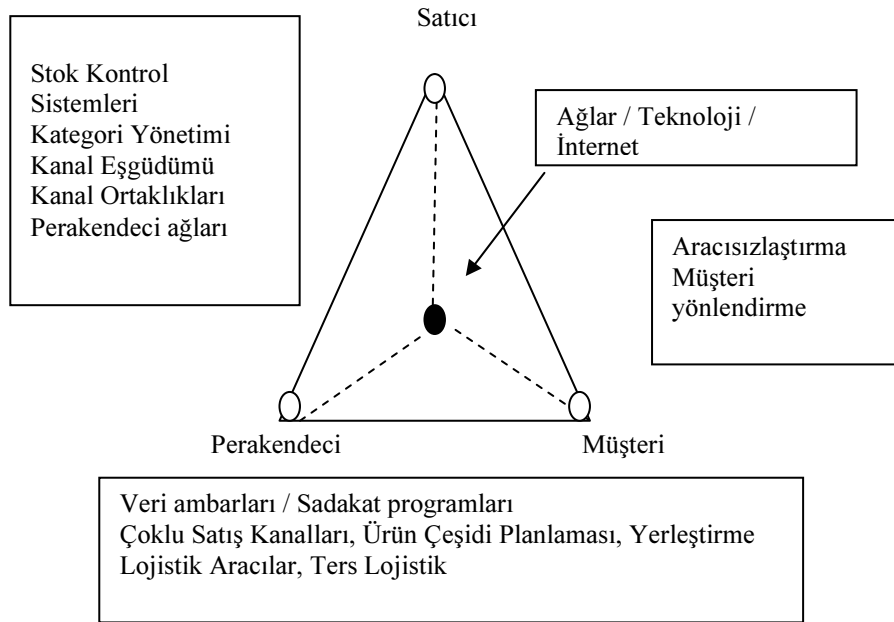 Satıcı
Stok Kontrol
Sistemleri
Kategori Yönetimi
Kanal Eşgüdümü
Kanal Ortaklıkları
Perakendeci ağları
Ağlar / Teknoloji /
İnternet
Aracısızlaştırma
Müşteri
yönlendirme
Perakendeci
Müşteri
Veri ambarları / Sadakat programları
Çoklu Satış Kanalları, Ürün Çeşidi Planlaması, Yerleştirme
Lojistik Aracılar, Ters Lojistik